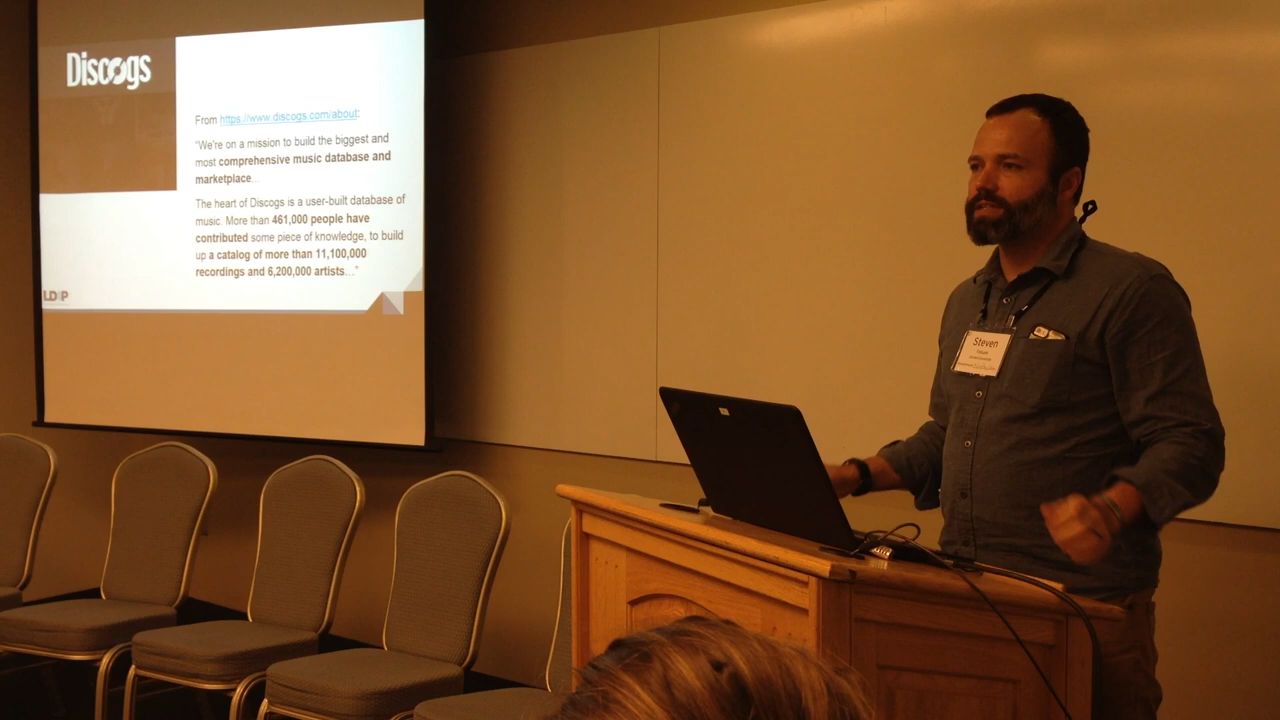 Discogs
From https://www.discogs.com/about:
"We're on a mission to build the biggest and
most comprehensive music database and
marketplace...
The heart of Discogs is a user-built database of
music. More than 461,000 people have
contributed some piece of knowledge, to build
up a catalog of more than 11,100,000
recordings and 6,200,000 artists…"
LD4P
Steven